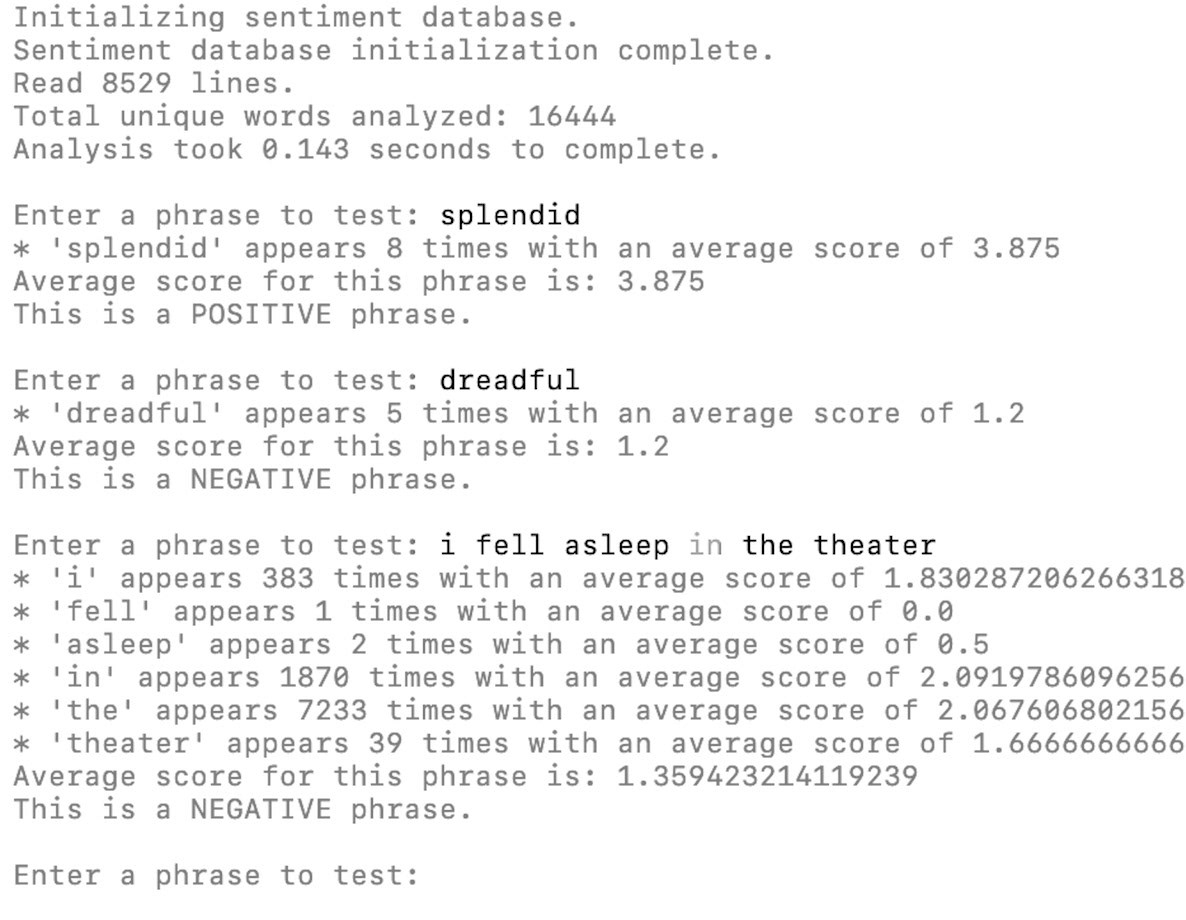 Initializing sentiment database.
Sentiment database initialization complete.
Read 8529 lines.
Total unique words analyzed: 16444
Analysis took 0.143 seconds to complete.
Enter a phrase to test: splendid
* 'splendid' appears 8 times with an average score of 3.875
Average score for this phrase is: 3.875
This is a POSITIVE phrase.
Enter a phrase to test: dreadful
* 'dreadful' appears 5 times with an average score of 1.2
Average score for this phrase is: 1.2
This is a NEGATIVE phrase.
Enter a phrase to test: i fell asleep in the theater
* 'i' appears 383 times with an average score of 1.830287206266318
* 'fell' appears 1 times with an average score of 0.0
* 'asleep' appears 2 times with an average score of 0.5
* 'in' appears 1870 times with an average score of 2.0919786096256
* 'the' appears 7233 times with an average score of 2.067606802156
* 'theater' appears 39 times with an average score of 1.6666666666
Average score for this phrase is: 1.359423214119239
This is a NEGATIVE phrase.
Enter a phrase to test: